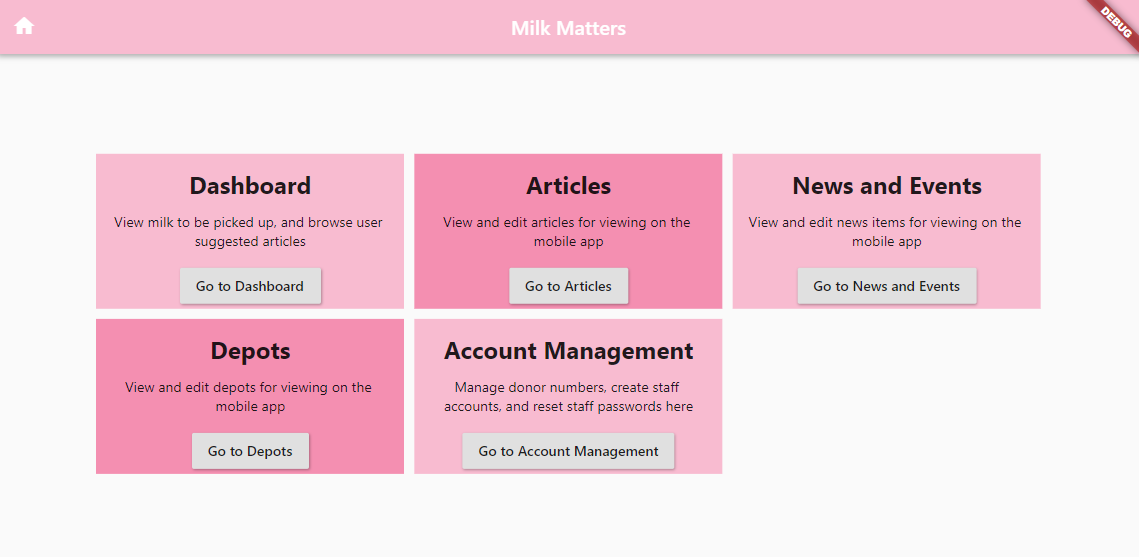 Milk Matters
DEBUG
Dashboard
View milk to be picked up, and browse user
suggested articles
Go to Dashboard
Articles
View and edit articles for viewing on the
mobile app
Go to Articles
News and Events
View and edit news items for viewing on the
mobile app
Go to News and Events
Depots
View and edit depots for viewing on the
mobile app
Go to Depots
Account Management
Manage donor numbers, create staff
accounts, and reset staff passwords here
Go to Account Management